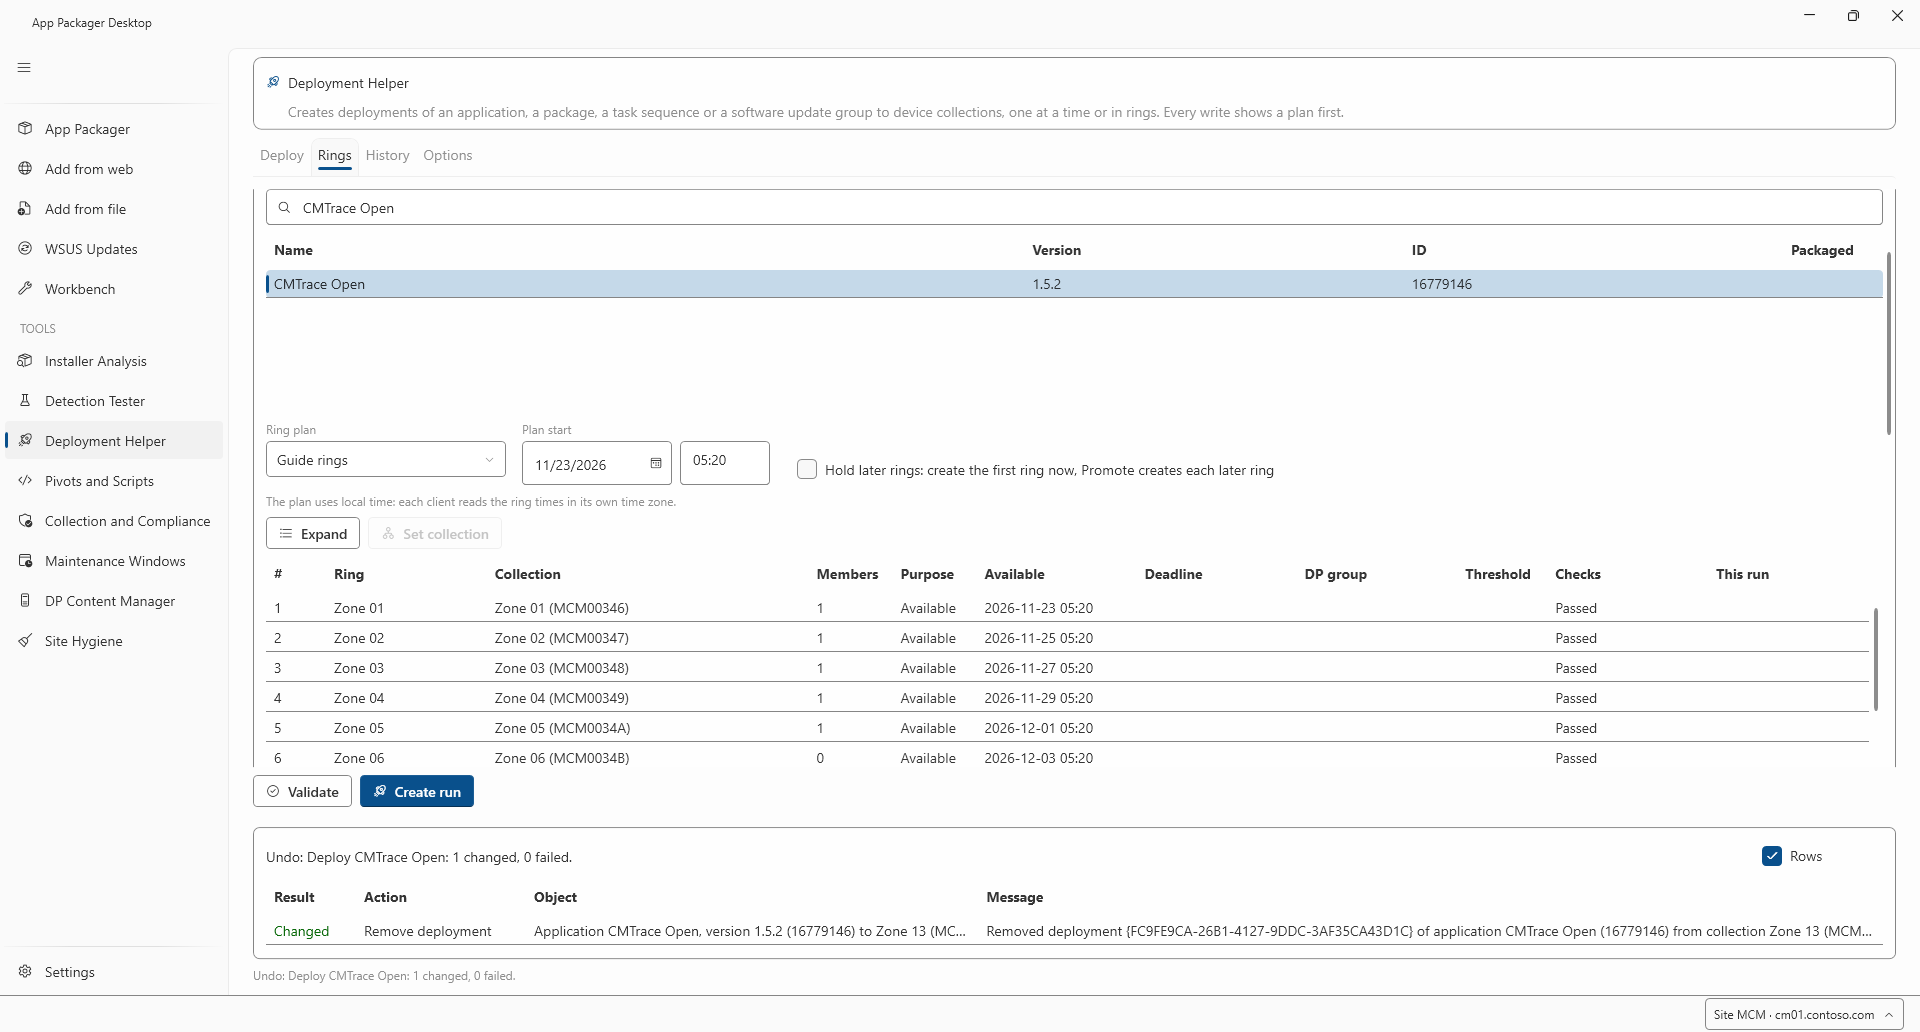 App Packager Desktop
Deployment Helper
Creates deployments of an application, a package, a task sequence or a software update group to device collections, one at a time or in rings. Every write shows a plan first.
App Packager
Add from web
Add from file
WSUS Updates
Workbench
TOOLS
Installer Analysis
Detection Tester
Deployment Helper
Pivots and Scripts
Collection and Compliance
Maintenance Windows
DP Content Manager
Site Hygiene
Settings
Deploy Rings History Options
CMTrace Open
Name Version ID Packaged
CMTrace Open 1.5.2 16779146
Ring plan Plan start
Guide rings 11/23/2026 05:20 Hold later rings: create the first ring now, Promote creates each later ring
The plan uses local time: each client reads the ring times in its own time zone.
Expand Set collection
# Ring Collection Members Purpose Available Deadline DP group Threshold Checks This run
1 Zone 01 Zone 01 (MCM00346) 1 Available 2026-11-23 05:20 Passed
2 Zone 02 Zone 02 (MCM00347) 1 Available 2026-11-25 05:20 Passed
3 Zone 03 Zone 03 (MCM00348) 1 Available 2026-11-27 05:20 Passed
4 Zone 04 Zone 04 (MCM00349) 1 Available 2026-11-29 05:20 Passed
5 Zone 05 Zone 05 (MCM0034A) 1 Available 2026-12-01 05:20 Passed
6 Zone 06 Zone 06 (MCM0034B) 0 Available 2026-12-03 05:20 Passed
Validate Create run
Undo: Deploy CMTrace Open: 1 changed, 0 failed. Rows
Result Action Object Message
Changed Remove deployment Application CMTrace Open, version 1.5.2 (16779146) to Zone 13 (MC... Removed deployment {FC9FE9CA-26B1-4127-9DDC-3AF35CA43D1C} of application CMTrace Open (16779146) from collection Zone 13 (MCM...
Undo: Deploy CMTrace Open: 1 changed, 0 failed.
Site MCM · cm01.contoso.com